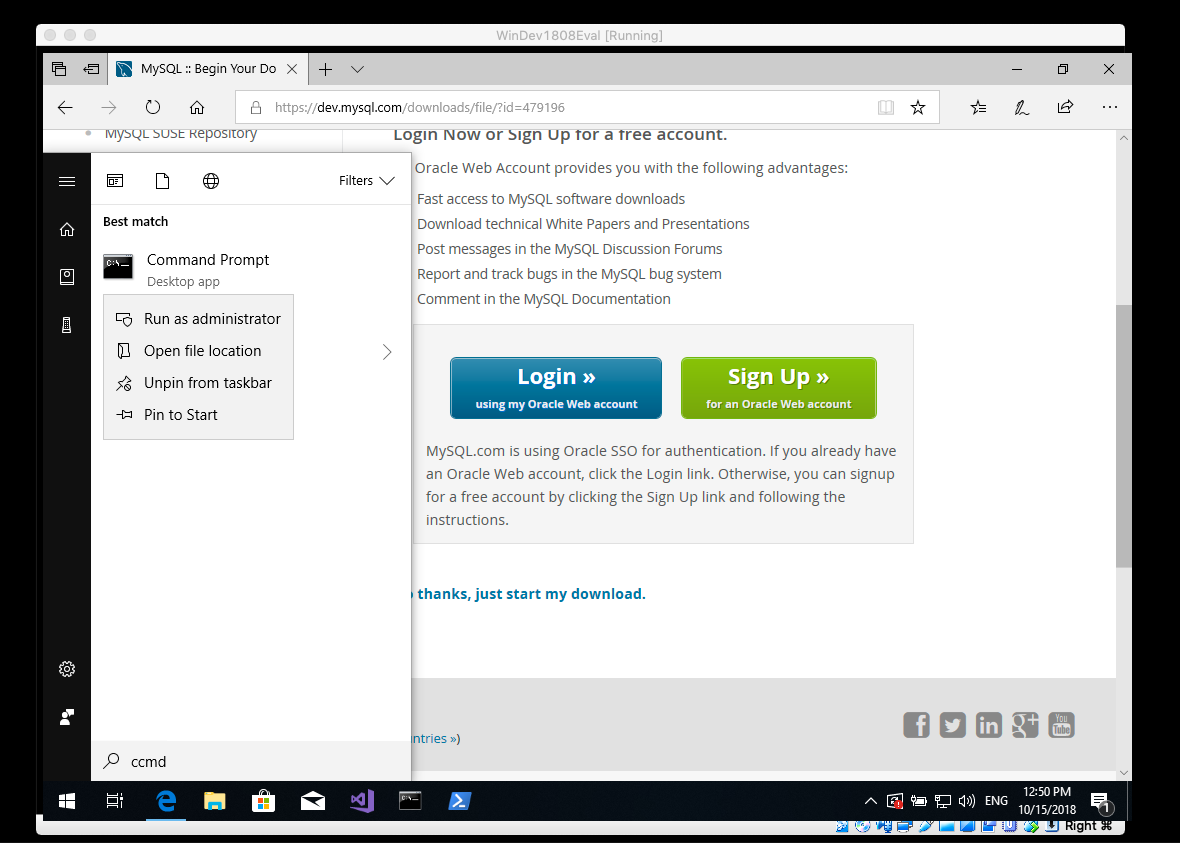 WinDev1808Eval [Running]
MySQL :: Begin Your Do
https://dev.mysql.com/downloads/file/?id=479196
MySQL SUSE Repository
Login Now or Sign Up for a free account.
Oracle Web Account provides you with the following advantages:
Fast access to MySQL software downloads
Download technical White Papers and Presentations
Post messages in the MySQL Discussion Forums
Report and track bugs in the MySQL bug system
Comment in the MySQL Documentation
Login »
using my Oracle Web account
Sign Up »
for an Oracle Web account
MySQL.com is using Oracle SSO for authentication. If you already have
an Oracle Web account, click the Login link. Otherwise, you can signup
for a free account by clicking the Sign Up link and following the
instructions.
thanks, just start my download.
ntries »)
You
Tube
Filters
Best match
Command Prompt
Desktop app
Run as administrator
Open file location
Unpin from taskbar
Pin to Start
ccmd
ENG
12:50 PM
10/15/2018
1
Right ⌘